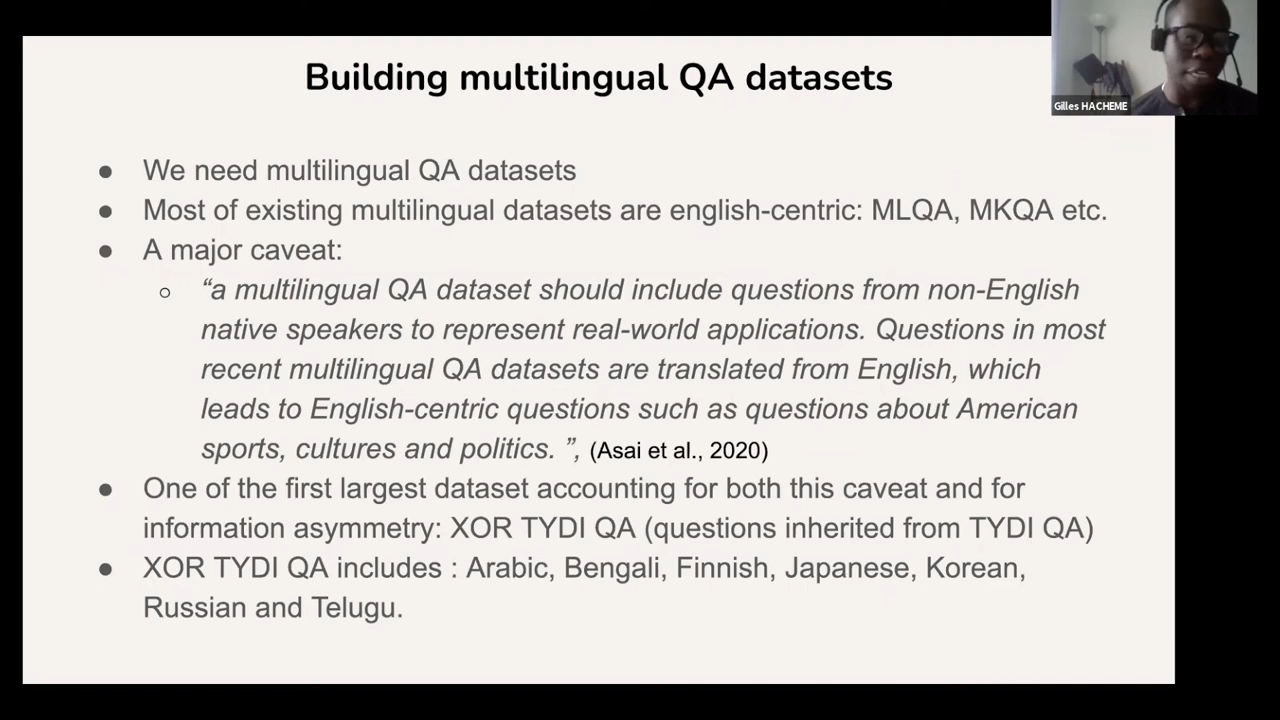 Building multilingual QA datasets
Gilles HACHEME
● We need multilingual QA datasets
● Most of existing multilingual datasets are english-centric: MLQA, MKQA etc.
● A major caveat:
○ “a multilingual QA dataset should include questions from non-English
native speakers to represent real-world applications. Questions in most
recent multilingual QA datasets are translated from English, which
leads to English-centric questions such as questions about American
sports, cultures and politics. ”, (Asai et al., 2020)
● One of the first largest dataset accounting for both this caveat and for
information asymmetry: XOR TYDI QA (questions inherited from TYDI QA)
● XOR TYDI QA includes : Arabic, Bengali, Finnish, Japanese, Korean,
Russian and Telugu.